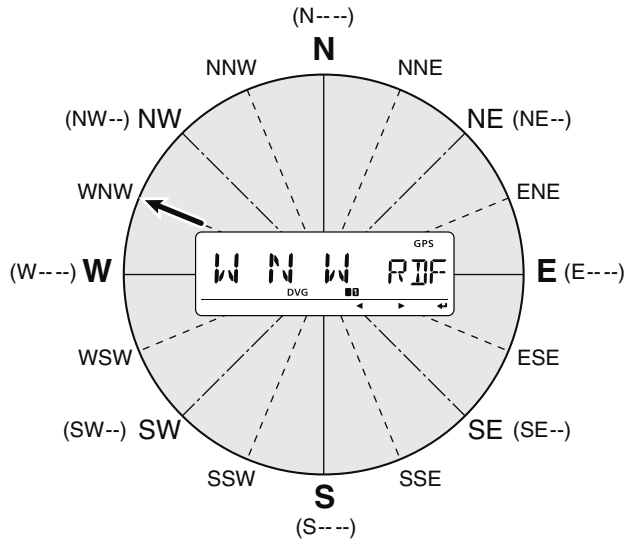 (N-- --)
N
NNW NNE
(NW--) NW NE (NE--)
WNW ENE
GPS
W N W RDF
DVG
(W-- --) W E (E-- --)
WSW ESE
(SW--) SW SE (SE--)
SSW SSE
S
(S-- --)